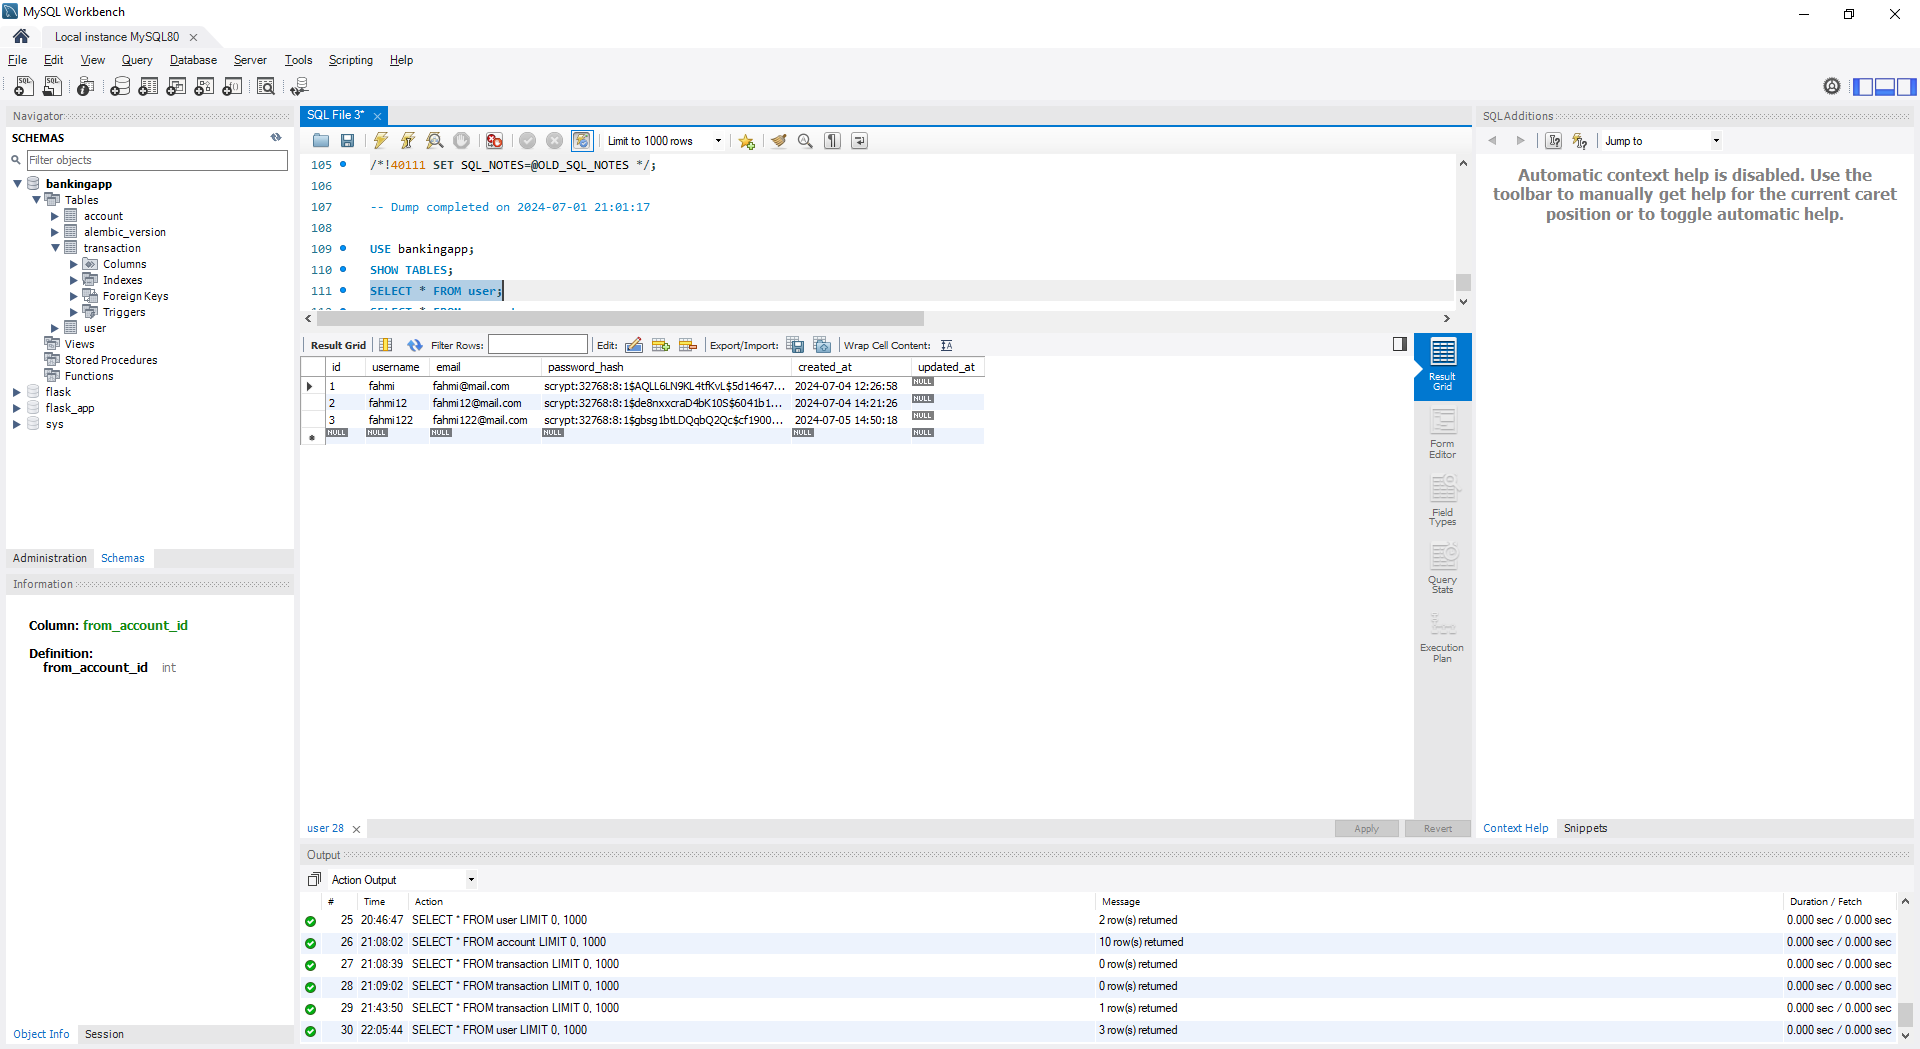 MySQL Workbench
Local instance MySQL80
File Edit View Query Database Server Tools Scripting Help
Navigator
SCHEMAS
Filter objects
bankingapp
Tables
account
alembic_version
transaction
Columns
Indexes
Foreign Keys
Triggers
user
Views
Stored Procedures
Functions
flask
flask_app
sys
Administration Schemas
Information
Column: from_account_id
Definition:
from_account_id int
Object Info Session
SQL File 3*
Limit to 1000 rows
105 /*!40111 SET SQL_NOTES=@OLD_SQL_NOTES */;
106
107 -- Dump completed on 2024-07-01 21:01:17
108
109 USE bankingapp;
110 SHOW TABLES;
111 SELECT * FROM user;
Result Grid Filter Rows: Edit: Export/Import: Wrap Cell Content:
id username email password_hash created_at updated_at
1 fahmi fahmi@mail.com scrypt:32768:8:1$AQLL6LN9KL4tfKvL$5d14647... 2024-07-04 12:26:58 NULL
2 fahmi12 fahmi12@mail.com scrypt:32768:8:1$de8nxxcraD4bK10S$6041b1... 2024-07-04 14:21:26 NULL
3 fahmi122 fahmi122@mail.com scrypt:32768:8:1$gbsg1btLDQqbQ2Qc$cf1900... 2024-07-05 14:50:18 NULL
NULL NULL NULL NULL NULL NULL
Result
Grid
Form
Editor
Field
Types
Query
Stats
Execution
Plan
user 28
Apply Revert
SQLAdditions
Jump to
Automatic context help is disabled. Use the
toolbar to manually get help for the current caret
position or to toggle automatic help.
Context Help Snippets
Output
Action Output
# Time Action Message Duration / Fetch
25 20:46:47 SELECT * FROM user LIMIT 0, 1000 2 row(s) returned 0.000 sec / 0.000 sec
26 21:08:02 SELECT * FROM account LIMIT 0, 1000 10 row(s) returned 0.000 sec / 0.000 sec
27 21:08:39 SELECT * FROM transaction LIMIT 0, 1000 0 row(s) returned 0.000 sec / 0.000 sec
28 21:09:02 SELECT * FROM transaction LIMIT 0, 1000 0 row(s) returned 0.000 sec / 0.000 sec
29 21:43:50 SELECT * FROM transaction LIMIT 0, 1000 1 row(s) returned 0.000 sec / 0.000 sec
30 22:05:44 SELECT * FROM user LIMIT 0, 1000 3 row(s) returned 0.000 sec / 0.000 sec